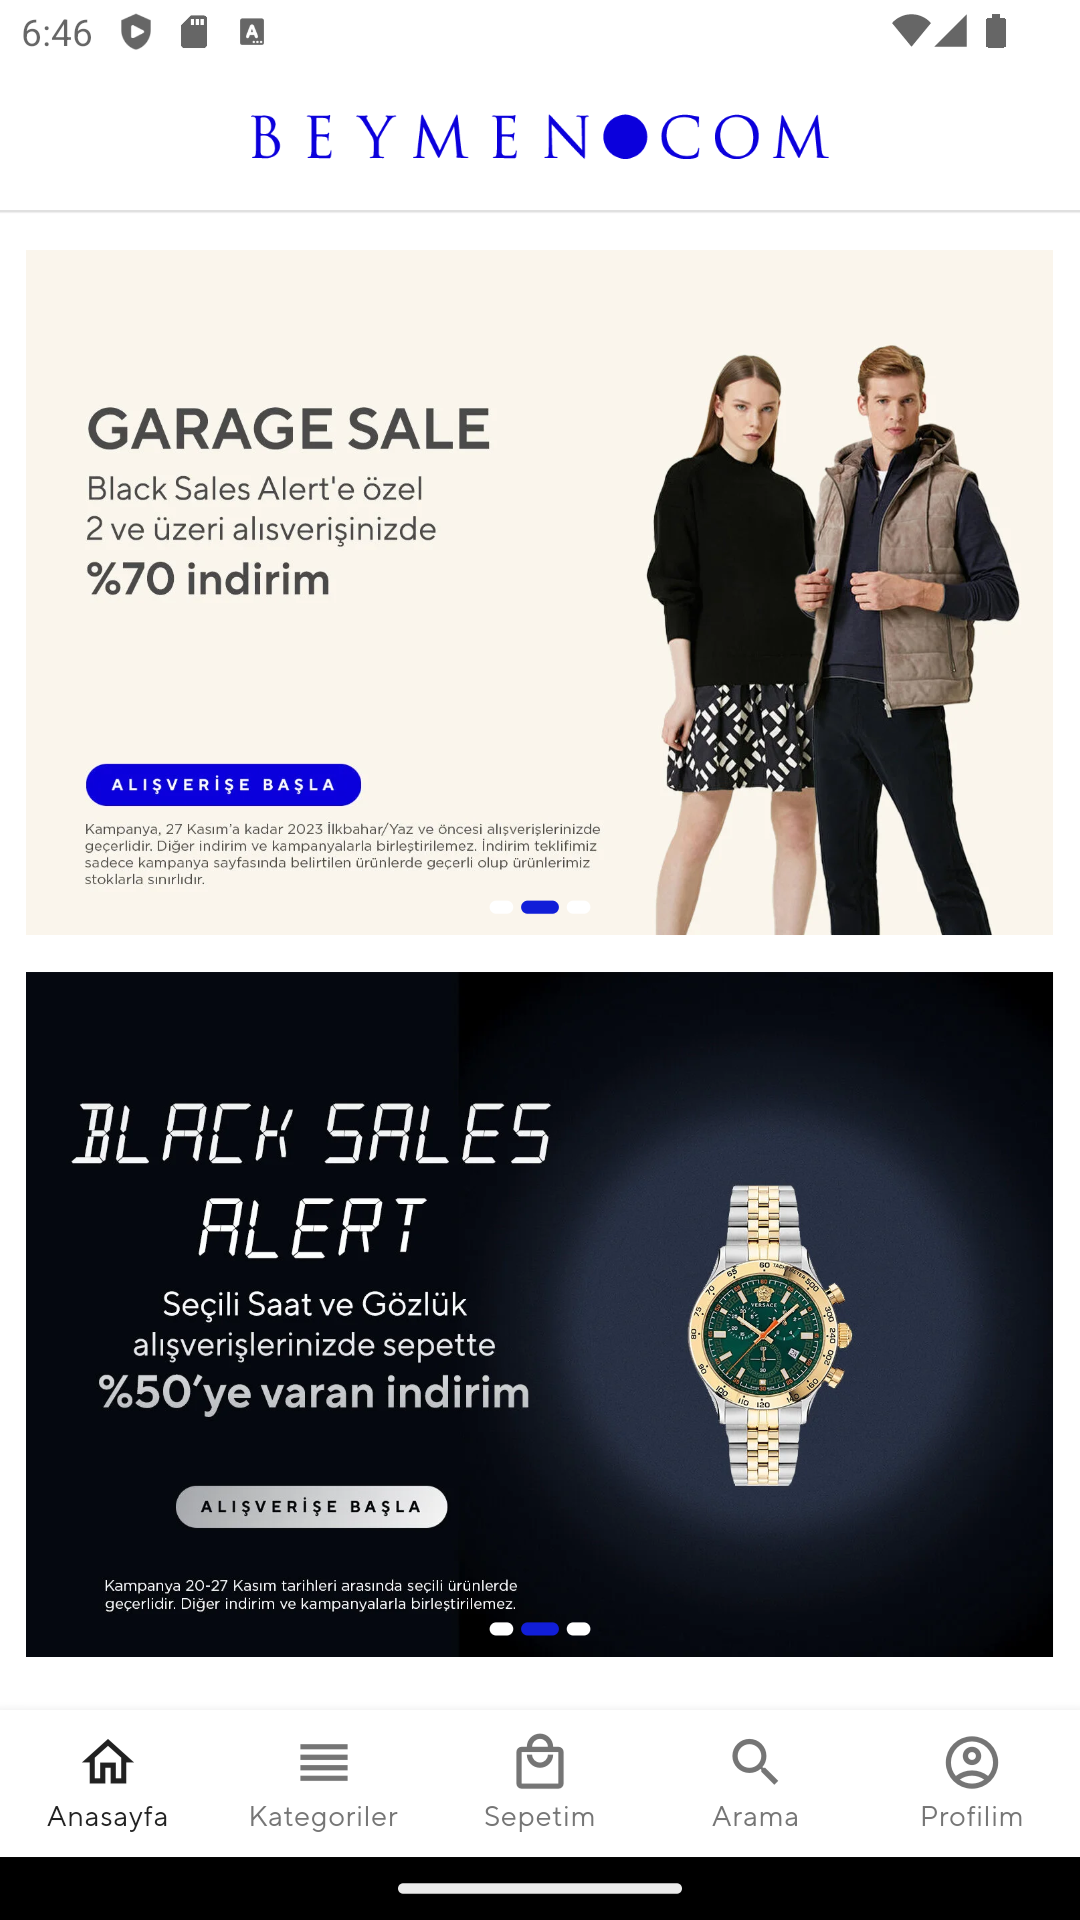 6:46
BEYMEN COM
GARAGE SALE
Black Sales Alert'e özel
2 ve üzeri alısverişinizde
%70 indirim
ALIŞVERİŞE BAŞLA
Kampanya, 27 Kasım'a kadar 2023 İlkbahar/Yaz ve öncesi alışverişlerinizde
geçerlidir. Diğer indirim ve kampanyalarla birleştirilemez. İndirim teklifimiz
sadece kampanya sayfasında belirtilen ürünlerde geçerli olup ürünlerimiz
stoklarla sınırlıdır.
BLACK SALES
ALERT
Seçili Saat ve Gözlük
alışverişlerinizde sepette
%50'ye varan indirim
ALIŞVERİŞE BAŞLA
Kampanya 20-27 Kasım tarihleri arasında seçili ürünlerde
geçerlidir. Diğer indirim ve kampanyalarla birleştirilemez.
VERSACE
Anasayfa
Kategoriler
Sepetim
Arama
Profilim